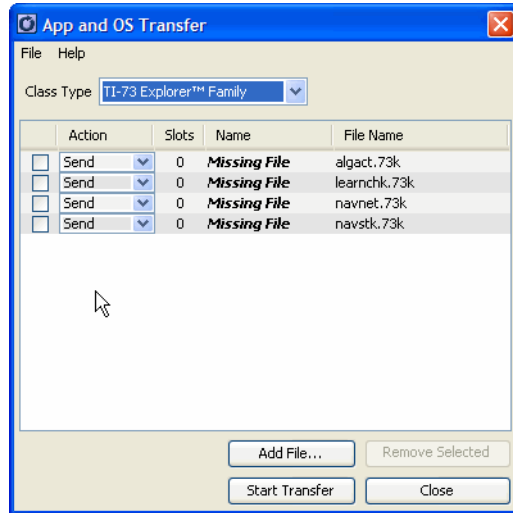 App and OS Transfer
File Help
Class Type TI-73 Explorer™ Family
Action Slots Name File Name
Send 0 Missing File algact.73k
Send 0 Missing File learnchk.73k
Send 0 Missing File navnet.73k
Send 0 Missing File navstk.73k
Add File... Remove Selected
Start Transfer Close